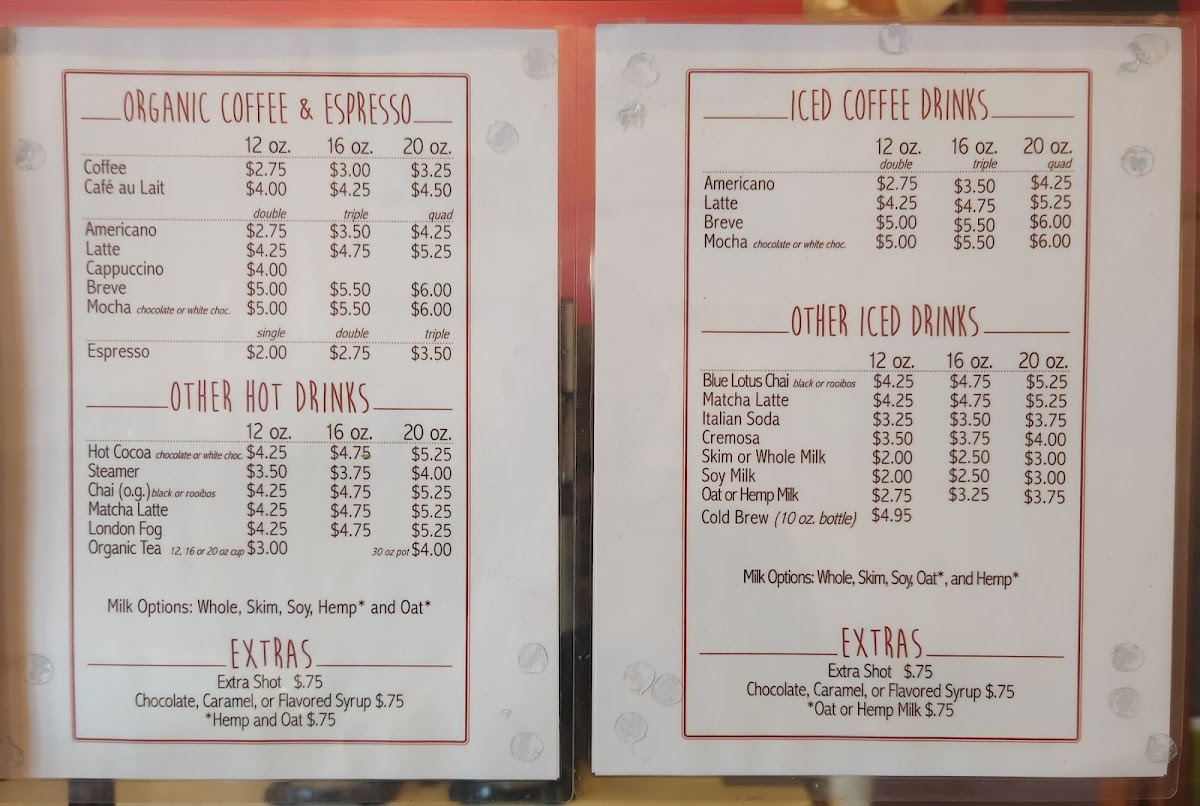 ORGANIC COFFEE & ESPRESSO
12 oz. 16 oz. 20 oz.
Coffee $2.75 $3.00 $3.25
Café au Lait $4.00 $4.25 $4.50
double triple quad
Americano $2.75 $3.50 $4.25
Latte $4.25 $4.75 $5.25
Cappuccino $4.00
Breve $5.00 $5.50 $6.00
Mocha chocolate or white choc. $5.00 $5.50 $6.00
single double triple
Espresso $2.00 $2.75 $3.50
OTHER HOT DRINKS
12 oz. 16 oz. 20 oz.
Hot Cocoa chocolate or white choc. $4.25 $4.75 $5.25
Steamer $3.50 $3.75 $4.00
Chai (o.g.) black or rooibos $4.25 $4.75 $5.25
Matcha Latte $4.25 $4.75 $5.25
London Fog $4.25 $4.75 $5.25
Organic Tea 12, 16 or 20 oz cup $3.00 30 oz pot $4.00
Milk Options: Whole, Skim, Soy, Hemp* and Oat*
EXTRAS
Extra Shot $.75
Chocolate, Caramel, or Flavored Syrup $.75
*Hemp and Oat $.75
ICED COFFEE DRINKS
12 oz. 16 oz. 20 oz.
double triple quad
Americano $2.75 $3.50 $4.25
Latte $4.25 $4.75 $5.25
Breve $5.00 $5.50 $6.00
Mocha chocolate or white choc. $5.00 $5.50 $6.00
OTHER ICED DRINKS
12 oz. 16 oz. 20 oz.
Blue Lotus Chai black or rooibos $4.25 $4.75 $5.25
Matcha Latte $4.25 $4.75 $5.25
Italian Soda $3.25 $3.50 $3.75
Cremosa $3.50 $3.75 $4.00
Skim or Whole Milk $2.00 $2.50 $3.00
Soy Milk $2.00 $2.50 $3.00
Oat or Hemp Milk $2.75 $3.25 $3.75
Cold Brew (10 oz. bottle) $4.95
Milk Options: Whole, Skim, Soy, Oat*, and Hemp*
EXTRAS
Extra Shot $.75
Chocolate, Caramel, or Flavored Syrup $.75
*Oat or Hemp Milk $.75